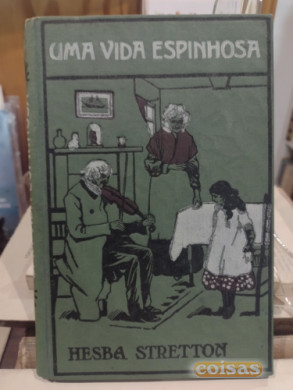 UMA VIDA ESPINHOSA
HESBA STRETTON
coisas